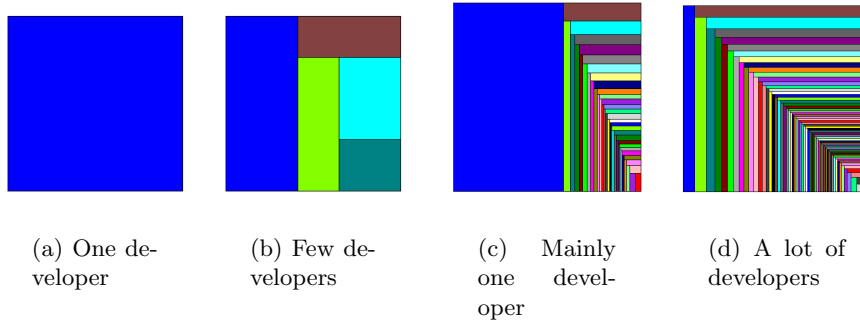 (a) One de-
veloper
(b) Few de-
velopers
(c) Mainly
one devel-
oper
(d) A lot of
developers